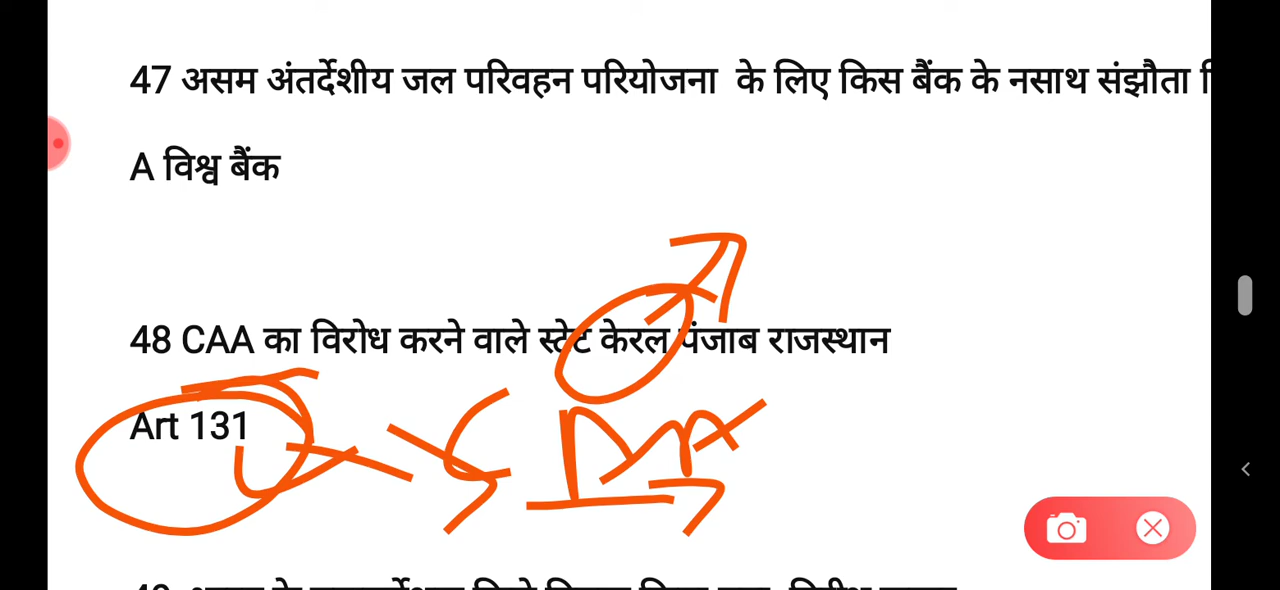 47 असम अंतर्देशीय जल परिवहन परियोजना के लिए किस बैंक के नसाथ संझौता
A विश्व बैंक
48 CAA का विरोध करने वाले स्टेट केरल पंजाब राजस्थान
Art 131